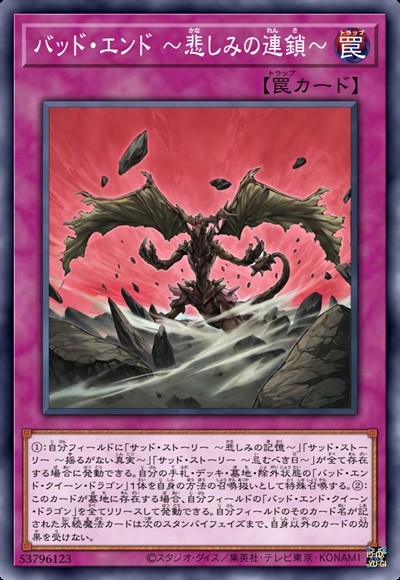 バッド・エンド ～悲しみの連鎖～ 罠
【罠カード】
①:自分フィールドに「サッド・ストーリー ～悲しみの記憶～」「サッド・ストー
リー ～揺るがない真実～」「サッド・ストーリー ～忌むべき日～」が全て存在
する場合に発動できる。自分の手札・デッキ・墓地・除外状態の「バッド・エン
ド・クイーン・ドラゴン」1体を自身の方法の召喚扱いとして特殊召喚する。②:
このカードが墓地に存在する場合、自分フィールドの「バッド・エンド・クイーン・
ドラゴン」を全てリリースして発動できる。自分フィールドのそのカード名が記
された永続魔法カードは次のスタンバイフェイズまで、自身以外のカードの効
果を受けない。
53796123 ©スタジオ・ダイス／集英社・テレビ東京・KONAMI